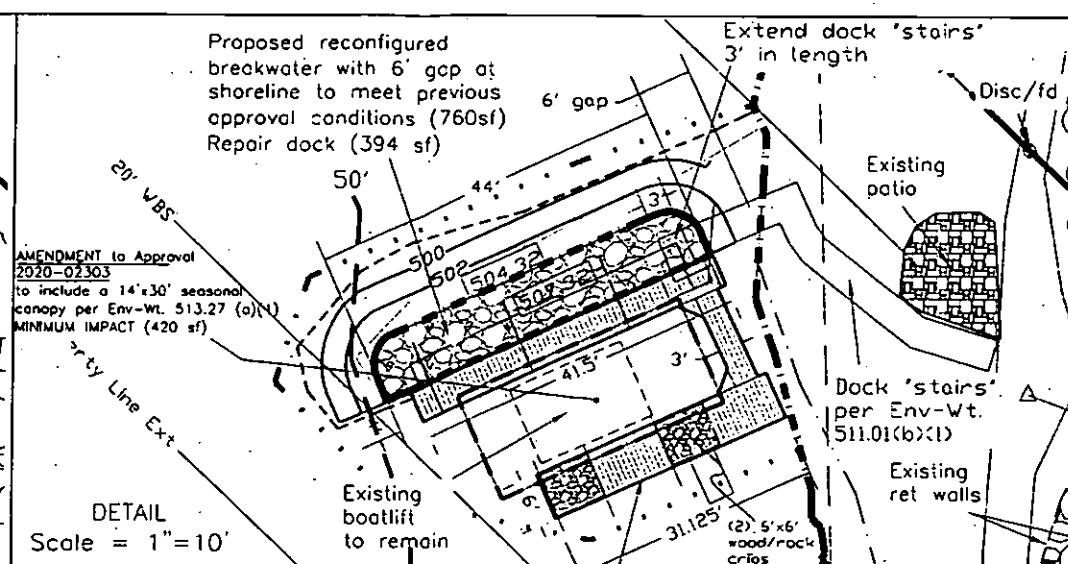 Proposed reconfigured
breakwater with 6' gap at
shoreline to meet previous
approval conditions (760sf)
Repair dock (394 sf)
Extend dock "stairs"
3' in length
6' gap
Disc/fd
Existing
patio
20' WBS
50'
44'
3'
500
502
504.32
AMENDMENT to Approval
2020-02303
to include a 14'x30' seasonal
canopy per Env-Wt. 513.27 (a)(1)
MINIMUM IMPACT (420 sf)
rty Line Ext
41.5'
3'
Dock "stairs"
per Env-Wt.
511.01(b)(1)
Existing
ret walls
DETAIL
Scale = 1"=10'
Existing
boatlift
to remain
6'
31.125'
(2) 5'x6'
wood/rock
cribs